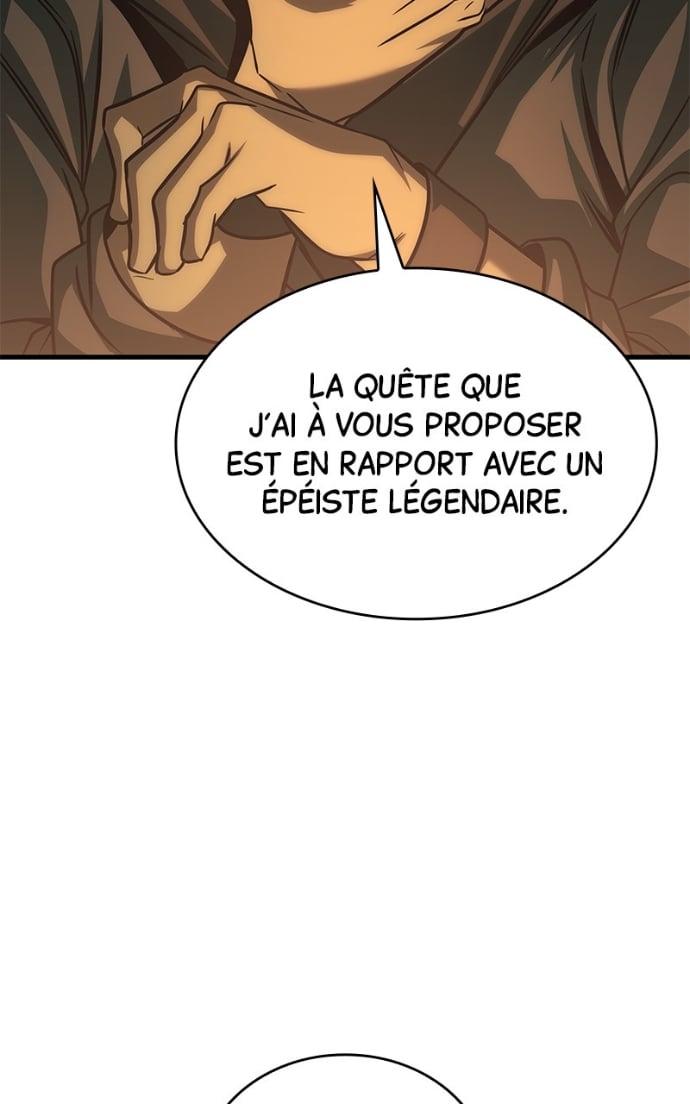 LA QUÊTE QUE
J'AI À VOUS PROPOSER
EST EN RAPPORT AVEC UN
ÉPÉISTE LÉGENDAIRE.